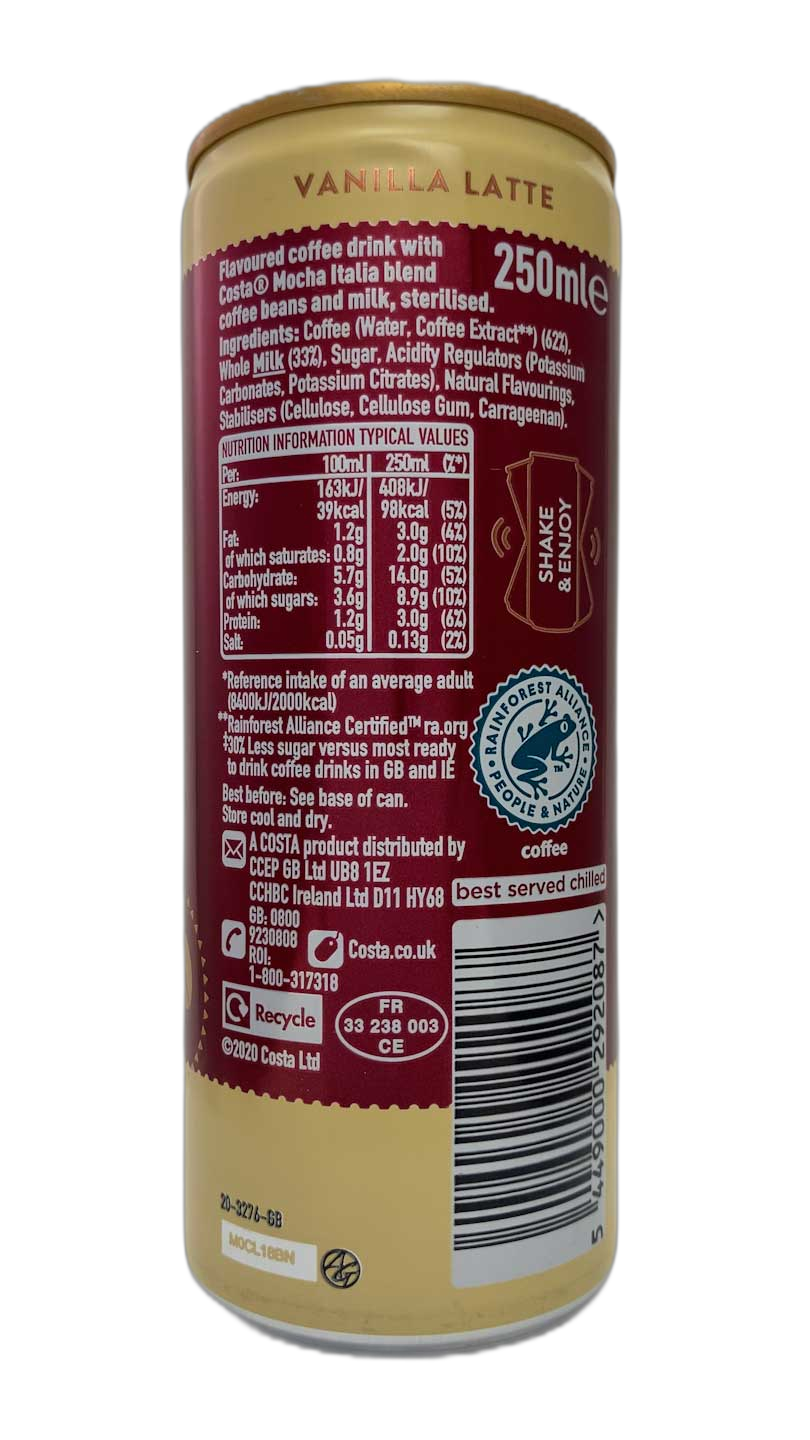 VANILLA LATTE
Flavoured coffee drink with
Costa® Mocha Italia blend
coffee beans and milk, sterilised.
250ml℮
Ingredients: Coffee (Water, Coffee Extract**) (62%),
Whole Milk (33%), Sugar, Acidity Regulators (Potassium
Carbonates, Potassium Citrates), Natural Flavourings,
Stabilisers (Cellulose, Cellulose Gum, Carrageenan).
NUTRITION INFORMATION TYPICAL VALUES
Per: 100ml 250ml (%*)
Energy: 163kJ/ 408kJ/
39kcal 98kcal (5%)
Fat: 1.2g 3.0g (4%)
of which saturates: 0.8g 2.0g (10%)
Carbohydrate: 5.7g 14.0g (5%)
of which sugars: 3.6g 8.9g (10%)
Protein: 1.2g 3.0g (6%)
Salt: 0.05g 0.13g (2%)
SHAKE
& ENJOY
*Reference intake of an average adult
(8400kJ/2000kcal)
**Rainforest Alliance Certified™ ra.org
‡30% Less sugar versus most ready
to drink coffee drinks in GB and IE
RAINFOREST ALLIANCE
TM
PEOPLE & NATURE
coffee
Best before: See base of can.
Store cool and dry.
A COSTA product distributed by
CCEP GB Ltd UB8 1EZ
CCHBC Ireland Ltd D11 HY68
best served chilled
GB: 0800
9230808
ROI:
1-800-317318
Costa.co.uk
Recycle
FR
33 238 003
CE
©2020 Costa Ltd
5 449000 292087 >
20-3276-GB
M0CL18BN